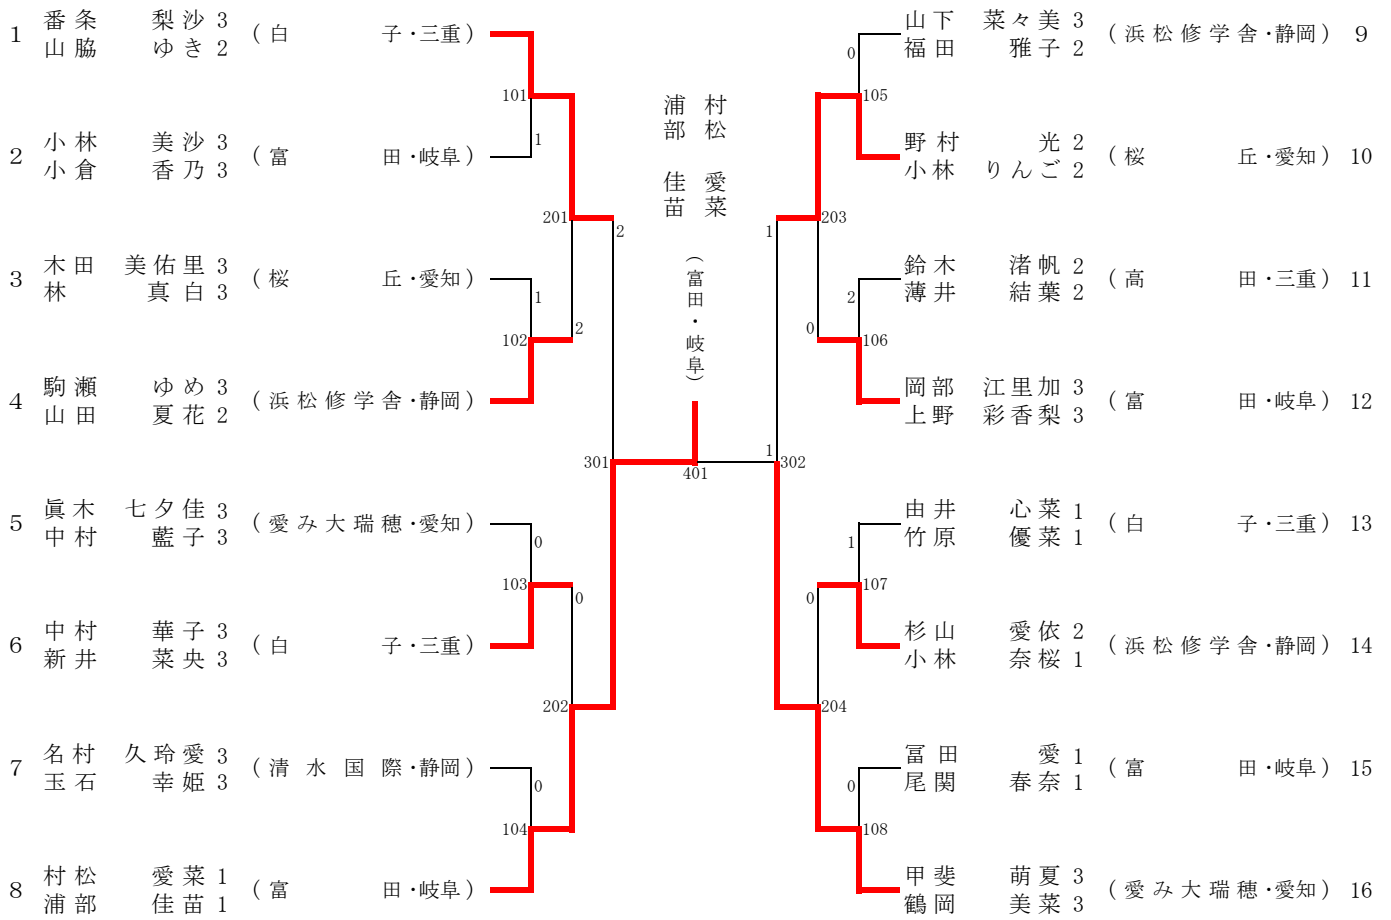 1 番条 梨沙 3 (白子・三重)
山脇 ゆき 2
101
1
2 小林 美沙 3 (富田・岐阜)
小倉 香乃 3
201
2
3 木田 美佑里 3 (桜丘・愛知)
林 真白 3
1
102
2
4 駒瀬 ゆめ 3 (浜松修学舎・静岡)
山田 夏花 2
301
5 眞木 七夕佳 3 (愛み大瑞穂・愛知)
中村 藍子 3
0
103
0
6 中村 華子 3 (白子・三重)
新井 菜央 3
202
7 名村 久玲愛 3 (清水国際・静岡)
玉石 幸姫 3
0
104
8 村松 愛菜 1 (富田・岐阜)
浦部 佳苗 1
村松 愛菜
浦部 佳苗
(富田・岐阜)
401
山下 菜々美 3 (浜松修学舎・静岡) 9
福田 雅子 2
0
105
野村 光 2 (桜丘・愛知) 10
小林 りんご 2
203
1
鈴木 渚帆 2 (高田・三重) 11
薄井 結葉 2
2
0
106
岡部 江里加 3 (富田・岐阜) 12
上野 彩香梨 3
1
302
由井 心菜 1 (白子・三重) 13
竹原 優菜 1
1
107
0
杉山 愛依 2 (浜松修学舎・静岡) 14
小林 奈桜 1
204
冨田 愛 1 (富田・岐阜) 15
尾関 春奈 1
0
108
甲斐 萌夏 3 (愛み大瑞穂・愛知) 16
鶴岡 美菜 3